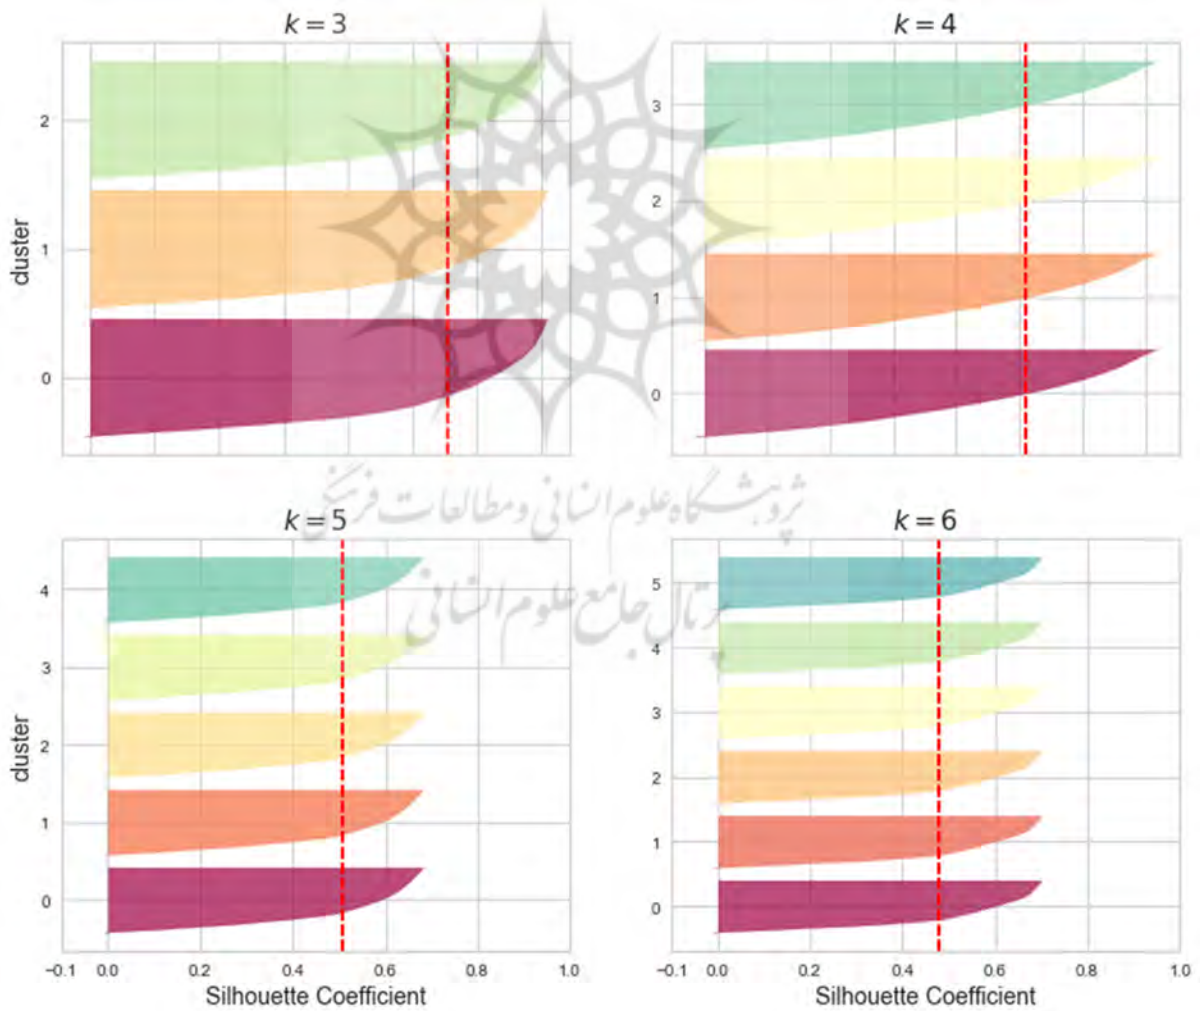 k = 3
k = 4
2
1
0
duster
3
2
1
0
پژوهشگاه علوم انسانی و مطالعات فرهنگی
پرتال جامع علوم انسانی
k = 5
k = 6
4
3
2
1
0
duster
5
4
3
2
1
0
−0.1 0.0 0.2 0.4 0.6 0.8 1.0
−0.1 0.0 0.2 0.4 0.6 0.8 1.0
Silhouette Coefficient
Silhouette Coefficient